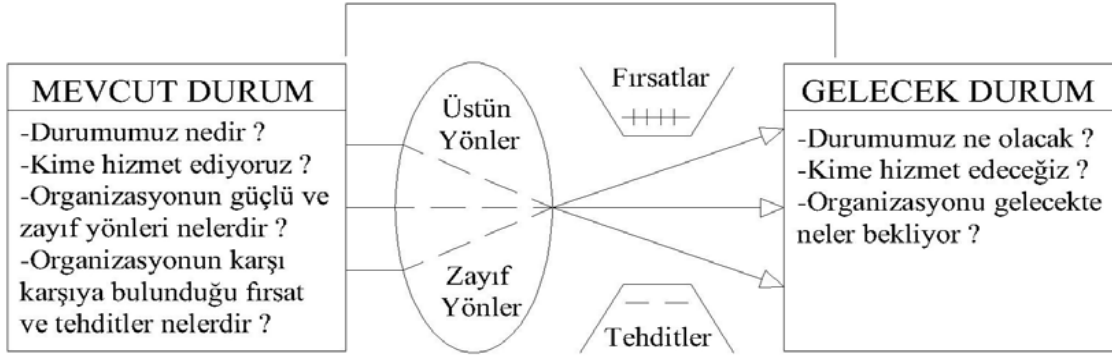 MEVCUT DURUM
-Durumumuz nedir ?
-Kime hizmet ediyoruz ?
-Organizasyonun güçlü ve
zayıf yönleri nelerdir ?
-Organizasyonun karşı
karşıya bulunduğu fırsat
ve tehditler nelerdir ?
Üstün
Yönler
Zayıf
Yönler
Fırsatlar
Tehditler
GELECEK DURUM
-Durumumuz ne olacak ?
-Kime hizmet edeceğiz ?
-Organizasyonu gelecekte
neler bekliyor ?